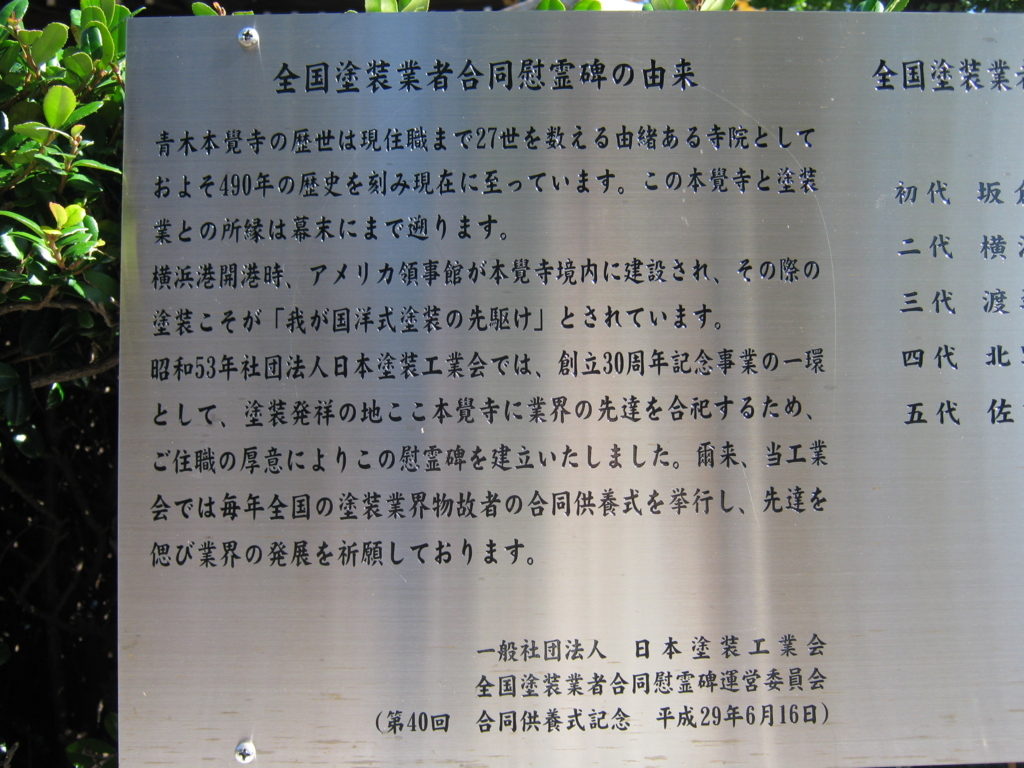 全国塗装業者合同慰霊碑の由来
青木本覺寺の歴世は現住職まで27世を数える由緒ある寺院として
およそ490年の歴史を刻み現在に至っています。この本覺寺と塗装
業との所縁は幕末にまで遡ります。
横浜港開港時、アメリカ領事館が本覺寺境内に建設され、その際の
塗装こそが「我が国洋式塗装の先駆け」とされています。
昭和53年社団法人日本塗装工業会では、創立30周年記念事業の一環
として、塗装発祥の地ここ本覺寺に業界の先達を合祀するため、
ご住職の厚意によりこの慰霊碑を建立いたしました。爾来、当工業
会では毎年全国の塗装業界物故者の合同供養式を挙行し、先達を
偲び業界の発展を祈願しております。
一般社団法人 日本塗装工業会
全国塗装業者合同慰霊碑運営委員会
(第40回 合同供養式記念 平成29年6月16日)
全国塗装業者
初代 坂
二代 横
三代 渡
四代 北
五代 佐